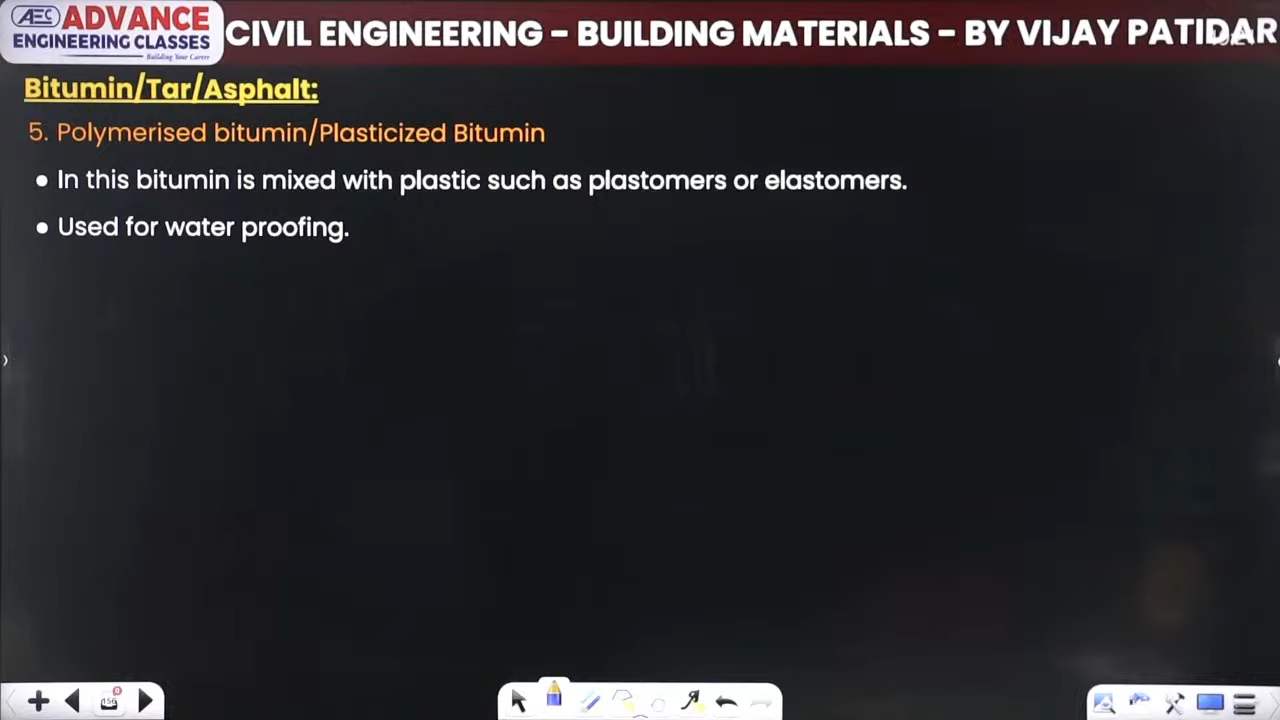 AEC ADVANCE
ENGINEERING CLASSES
Building Your Career
CIVIL ENGINEERING - BUILDING MATERIALS - BY VIJAY PATIDAR
Bitumin/Tar/Asphalt:
5. Polymerised bitumin/Plasticized Bitumin
• In this bitumin is mixed with plastic such as plastomers or elastomers.
• Used for water proofing.
156
0